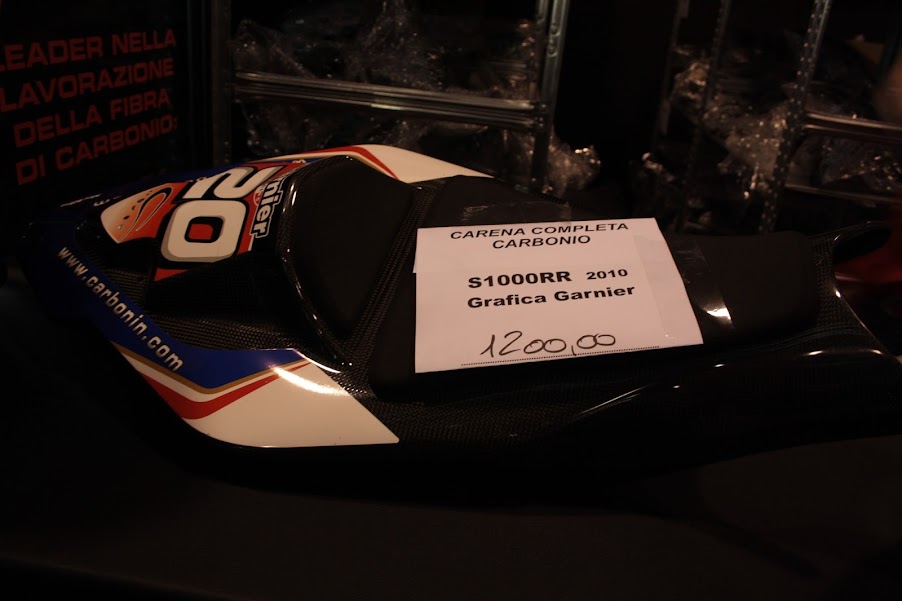 LEADER NELLA
LAVORAZIONE
DELLA FIBRA
DI CARBONIO:
20
nier
www.carbonin.com
CARENA COMPLETA
CARBONIO
S1000RR 2010
Grafica Garnier
1200,00